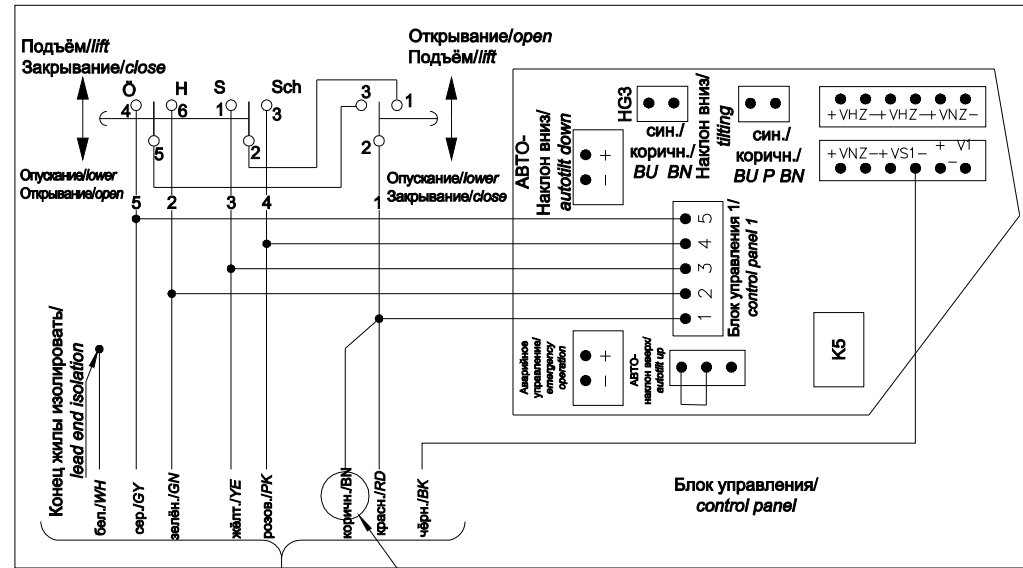 Подъём/lift
Закрывание/close
Открывание/open
Подъём/lift
Ö H S Sch
4 6 1 3
3 1
5 2 2
Опускание/lower
Открывание/open
Опускание/lower
Закрывание/close
5 2 3 4 1
АВТО-
Наклон вниз/
autotilt down
+
-
HG3
син./
коричн./
BU BN
Наклон вниз/
tilting
син./
коричн./
BU P BN
+VHZ-+VHZ-+VNZ-
+VNZ-+VS1- + V1
-
5
4
3
2
1
Блок управления 1/
control panel 1
Аварийное
управление/
emergency
operation
+
-
АВТО-
наклон вверх/
autotilt up
K5
Конец жилы изолировать/
lead end isolation
бел./WH
сер./GY
зелён./GN
жёлт./YE
розов./PK
коричн./BN
красн./RD
чёрн./BK
Блок управления/
control panel